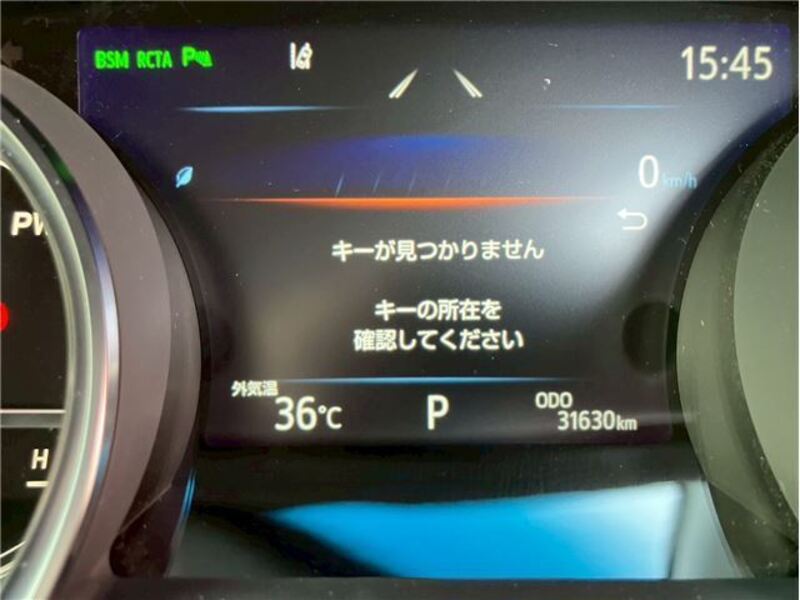 BSM RCTA P
15:45
0 km/h
PW
キーが見つかりません
キーの所在を
確認してください
外気温
36℃
P
ODO
31630km
H